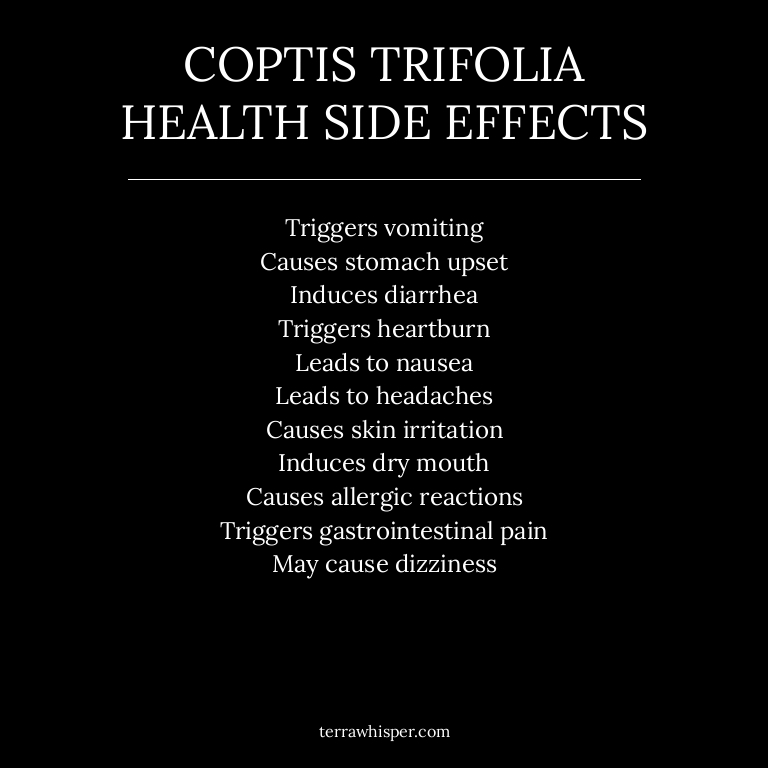 COPTIS TRIFOLIA
HEALTH SIDE EFFECTS
Triggers vomiting
Causes stomach upset
Induces diarrhea
Triggers heartburn
Leads to nausea
Leads to headaches
Causes skin irritation
Induces dry mouth
Causes allergic reactions
Triggers gastrointestinal pain
May cause dizziness
terrawhisper.com